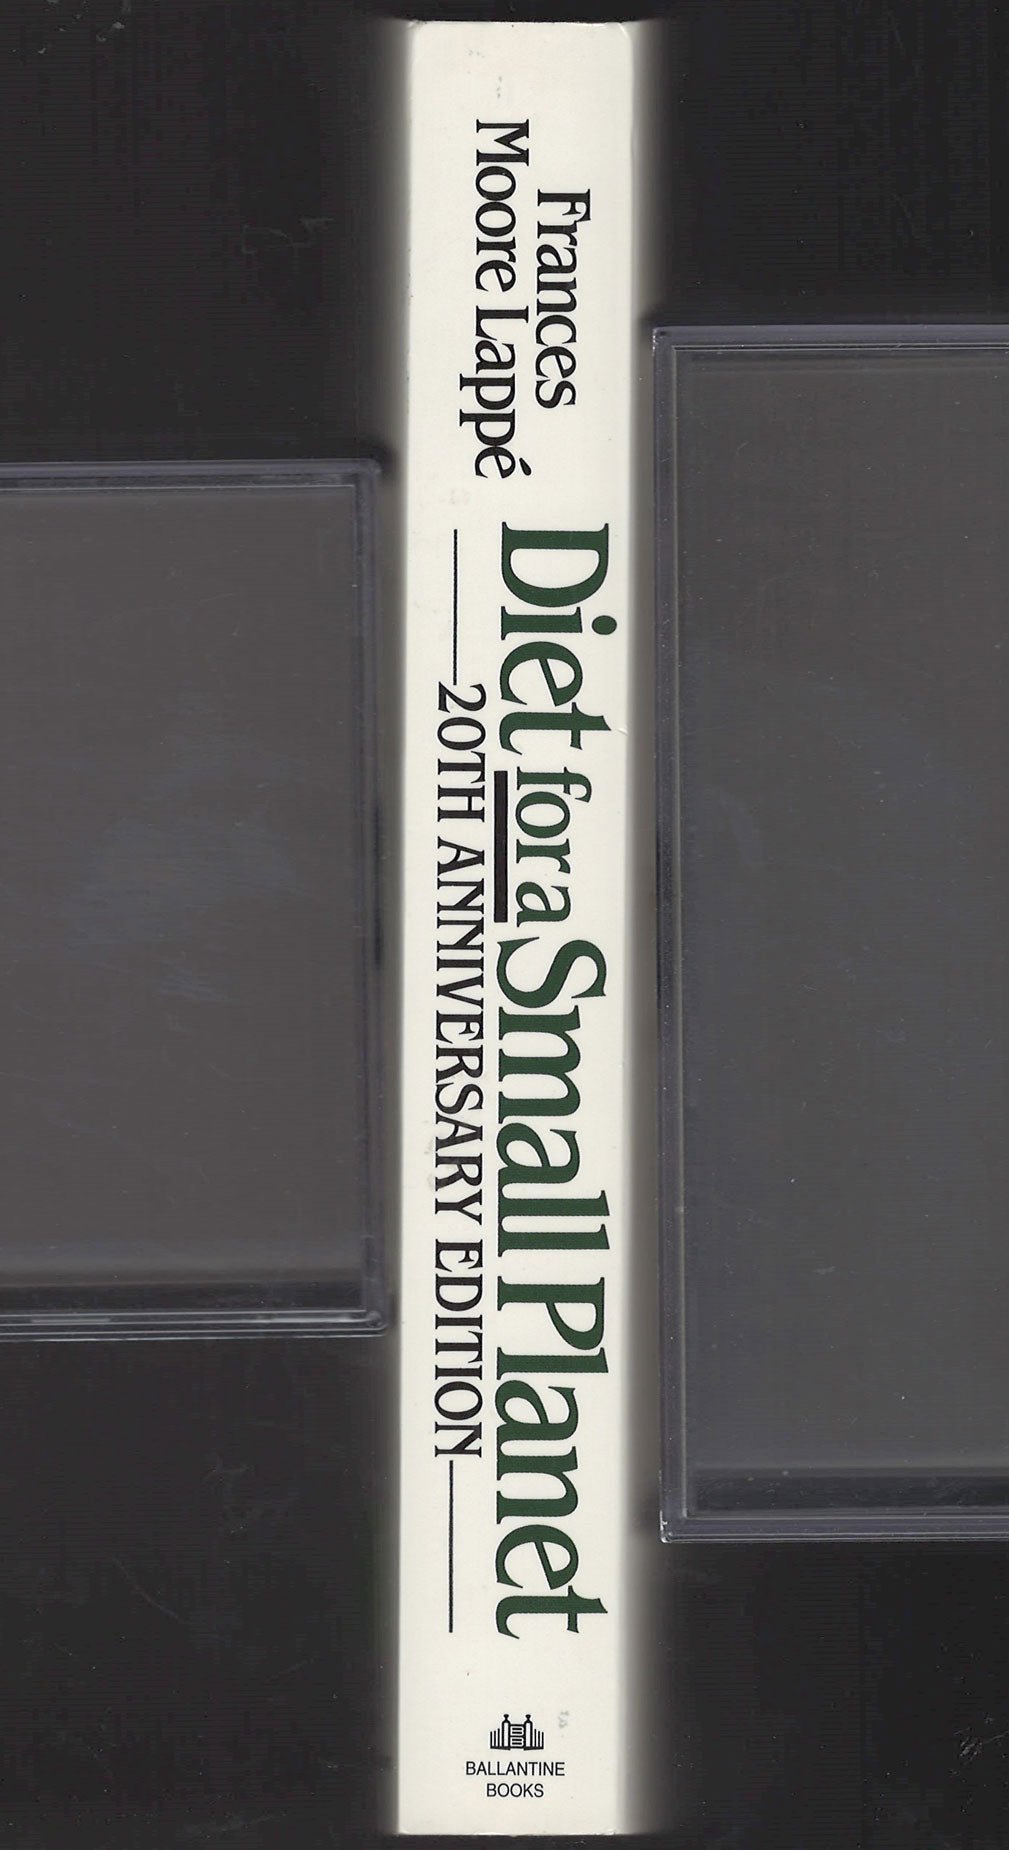 Frances
Moore Lappé
Diet for a Small Planet
20TH ANNIVERSARY EDITION
BALLANTINE
BOOKS